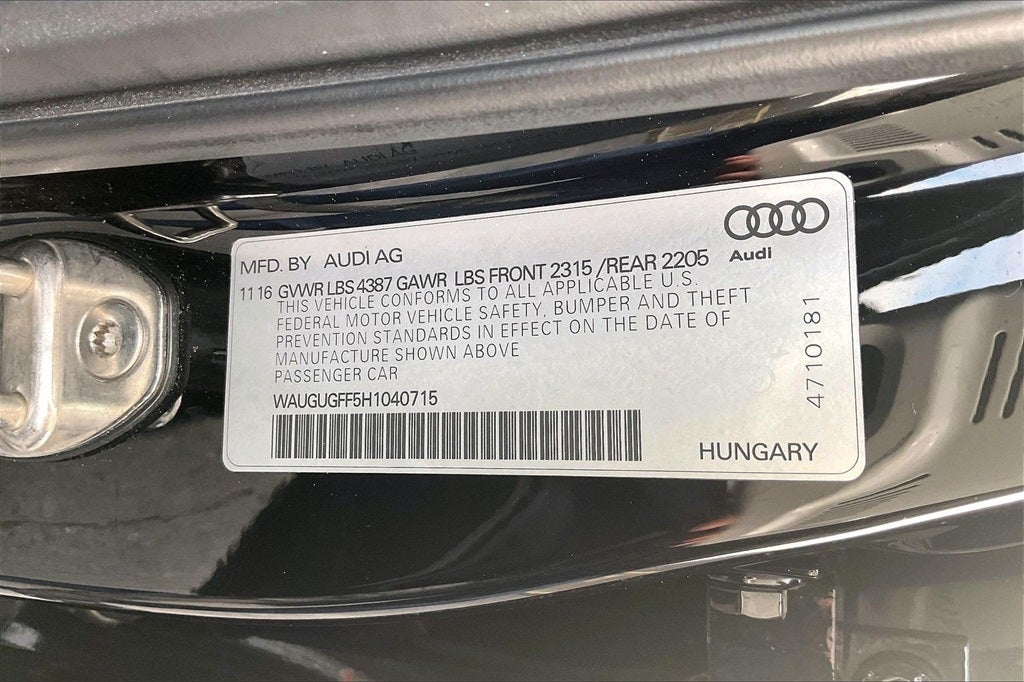 MFD. BY AUDI AG
Audi
1116 GVWR LBS 4387 GAWR LBS FRONT 2315 /REAR 2205
THIS VEHICLE CONFORMS TO ALL APPLICABLE U.S.
FEDERAL MOTOR VEHICLE SAFETY, BUMPER AND THEFT
PREVENTION STANDARDS IN EFFECT ON THE DATE OF
MANUFACTURE SHOWN ABOVE
PASSENGER CAR
WAUGUGFF5H1040715
HUNGARY
4710181